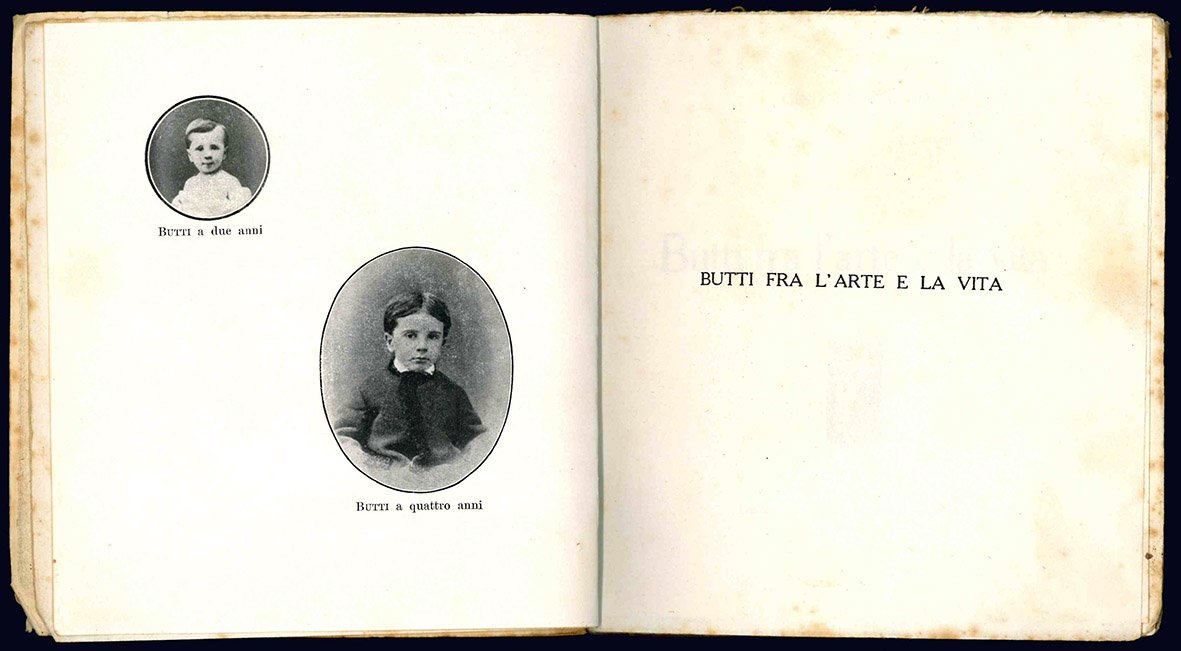 BUTTI a due anni
BUTTI a quattro anni
BUTTI FRA L'ARTE E LA VITA